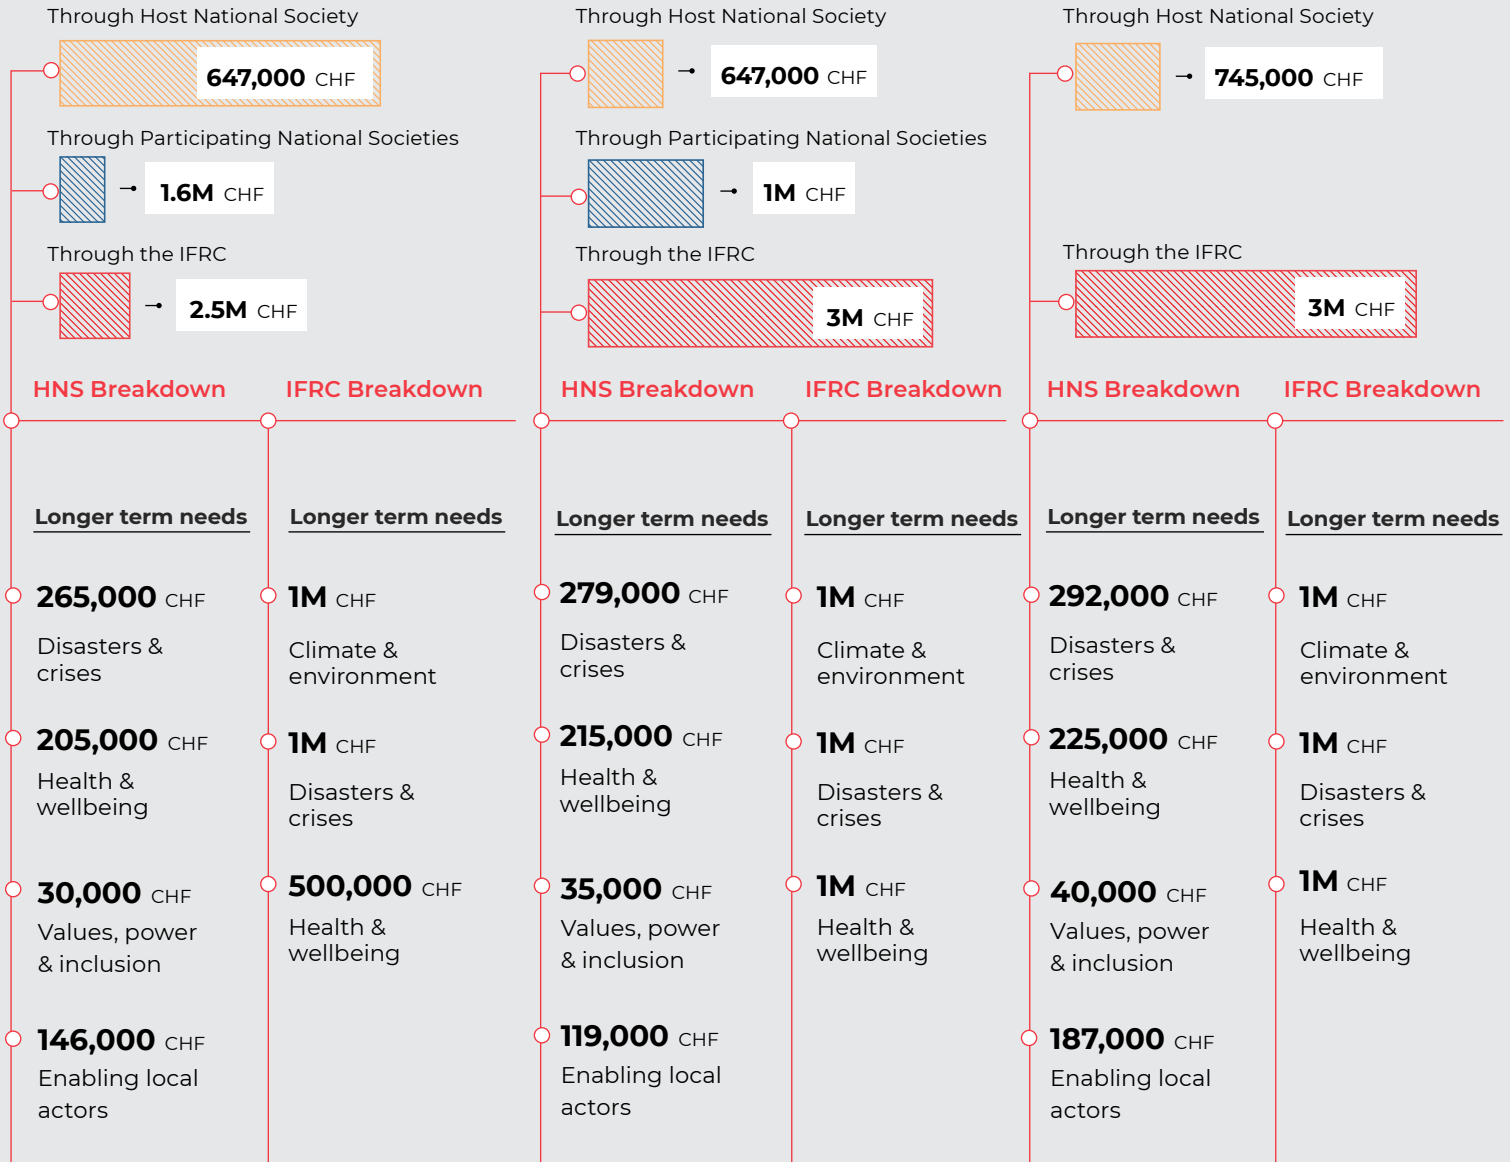 Through Host National Society
647,000 CHF
Through Participating National Societies
1.6M CHF
Through the IFRC
2.5M CHF
HNS Breakdown
IFRC Breakdown
Longer term needs
265,000 CHF
Disasters &
crises
205,000 CHF
Health &
wellbeing
30,000 CHF
Values, power
& inclusion
146,000 CHF
Enabling local
actors
Longer term needs
1M CHF
Climate &
environment
1M CHF
Disasters &
crises
500,000 CHF
Health &
wellbeing
Through Host National Society
647,000 CHF
Through Participating National Societies
1M CHF
Through the IFRC
3M CHF
HNS Breakdown
IFRC Breakdown
Longer term needs
279,000 CHF
Disasters &
crises
215,000 CHF
Health &
wellbeing
35,000 CHF
Values, power
& inclusion
119,000 CHF
Enabling local
actors
Longer term needs
1M CHF
Climate &
environment
1M CHF
Disasters &
crises
1M CHF
Health &
wellbeing
Through Host National Society
745,000 CHF
Through the IFRC
3M CHF
HNS Breakdown
IFRC Breakdown
Longer term needs
292,000 CHF
Disasters &
crises
225,000 CHF
Health &
wellbeing
40,000 CHF
Values, power
& inclusion
187,000 CHF
Enabling local
actors
Longer term needs
1M CHF
Climate &
environment
1M CHF
Disasters &
crises
1M CHF
Health &
wellbeing